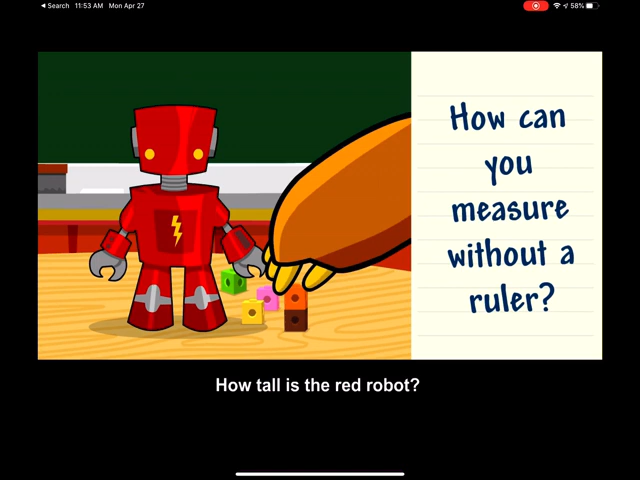 Search 11:53 AM Mon Apr 27 58%
How can
you
measure
without a
ruler?
How tall is the red robot?